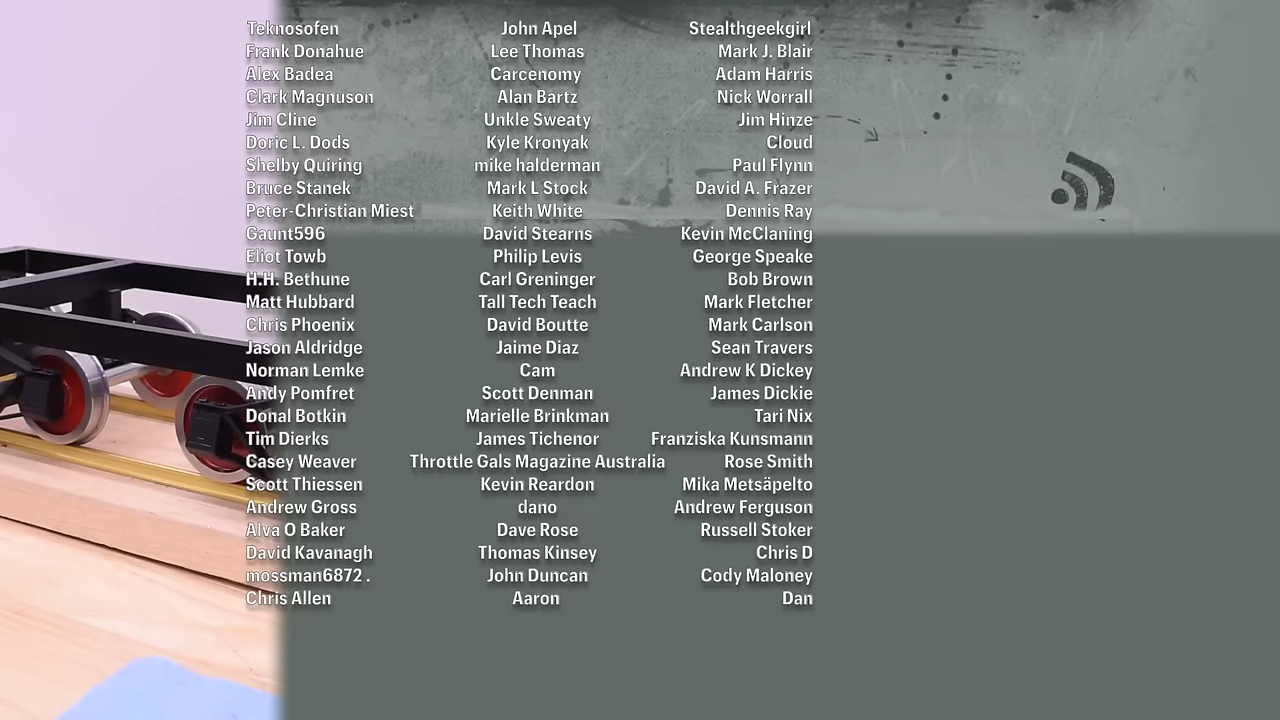 Teknosofen John Apel Stealthgeekgirl
Frank Donahue Lee Thomas Mark J. Blair
Alex Badea Carcenomy Adam Harris
Clark Magnuson Alan Bartz Nick Worrall
Jim Cline Unkle Sweaty Jim Hinze
Doric L. Dods Kyle Kronyak Cloud
Shelby Quiring mike halderman Paul Flynn
Bruce Stanek Mark L Stock David A. Frazer
Peter-Christian Miest Keith White Dennis Ray
Gaunt596 David Stearns Kevin McClaning
Eliot Towb Philip Levis George Speake
H.H. Bethune Carl Greninger Bob Brown
Matt Hubbard Tall Tech Teach Mark Fletcher
Chris Phoenix David Boutte Mark Carlson
Jason Aldridge Jaime Diaz Sean Travers
Norman Lemke Cam Andrew K Dickey
Andy Pomfret Scott Denman James Dickie
Donal Botkin Marielle Brinkman Tari Nix
Tim Dierks James Tichenor Franziska Kunsmann
Casey Weaver Throttle Gals Magazine Australia Rose Smith
Scott Thiessen Kevin Reardon Mika Metsäpelto
Andrew Gross dano Andrew Ferguson
Alva O Baker Dave Rose Russell Stoker
David Kavanagh Thomas Kinsey Chris D
mossman6872 . John Duncan Cody Maloney
Chris Allen Aaron Dan